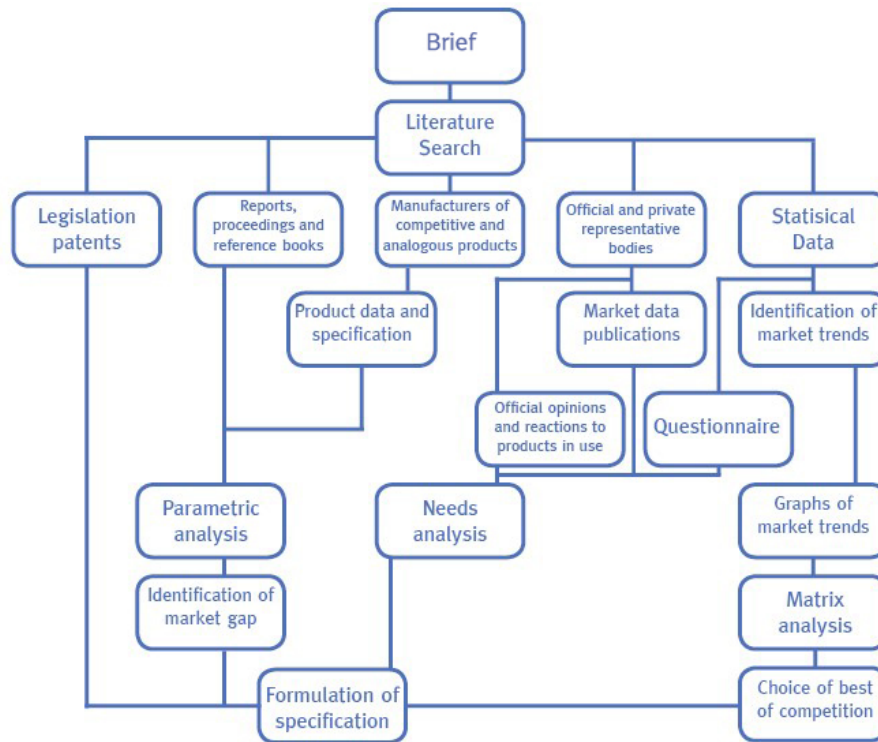 Brief
Literature
Search
Legislation
patents
Reports,
proceedings and
reference books
Manufacturers of
competitive and
analogous products
Official and private
representative
bodies
Statisical
Data
Product data and
specification
Market data
publications
Identification of
market trends
Official opinions
and reactions to
products in use
Questionnaire
Parametric
analysis
Needs
analysis
Graphs of
market trends
Identification of
market gap
Matrix
analysis
Formulation of
specification
Choice of best
of competition